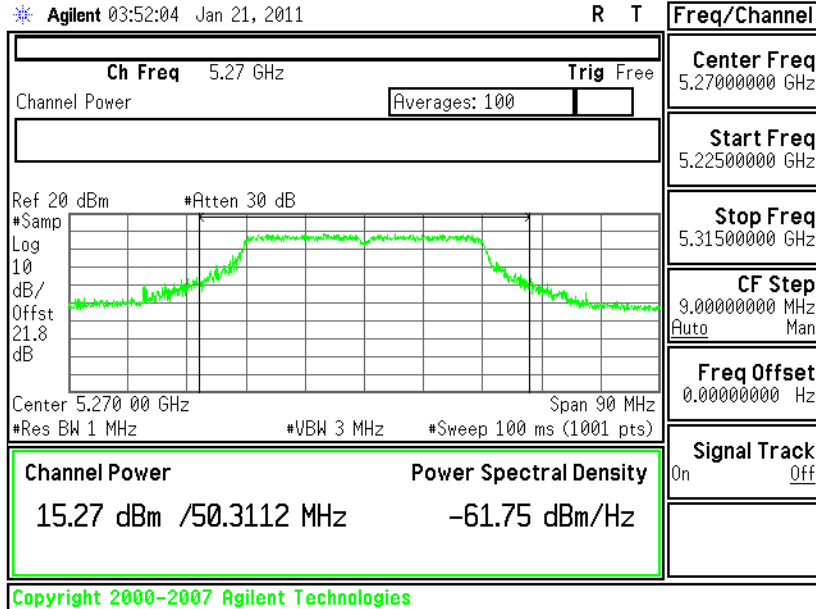 Agilent 03:52:04 Jan 21, 2011 R T
Freq/Channel
Ch Freq 5.27 GHz Trig Free
Channel Power Averages: 100
Ref 20 dBm #Atten 30 dB
#Samp
Log
10
dB/
Offst
21.8
dB
Center 5.270 00 GHz Span 90 MHz
#Res BW 1 MHz #VBW 3 MHz #Sweep 100 ms (1001 pts)
Channel Power Power Spectral Density
15.27 dBm /50.3112 MHz -61.75 dBm/Hz
Center Freq
5.27000000 GHz
Start Freq
5.22500000 GHz
Stop Freq
5.31500000 GHz
CF Step
9.00000000 MHz
Auto Man
Freq Offset
0.00000000 Hz
Signal Track
On Off
Copyright 2000-2007 Agilent Technologies